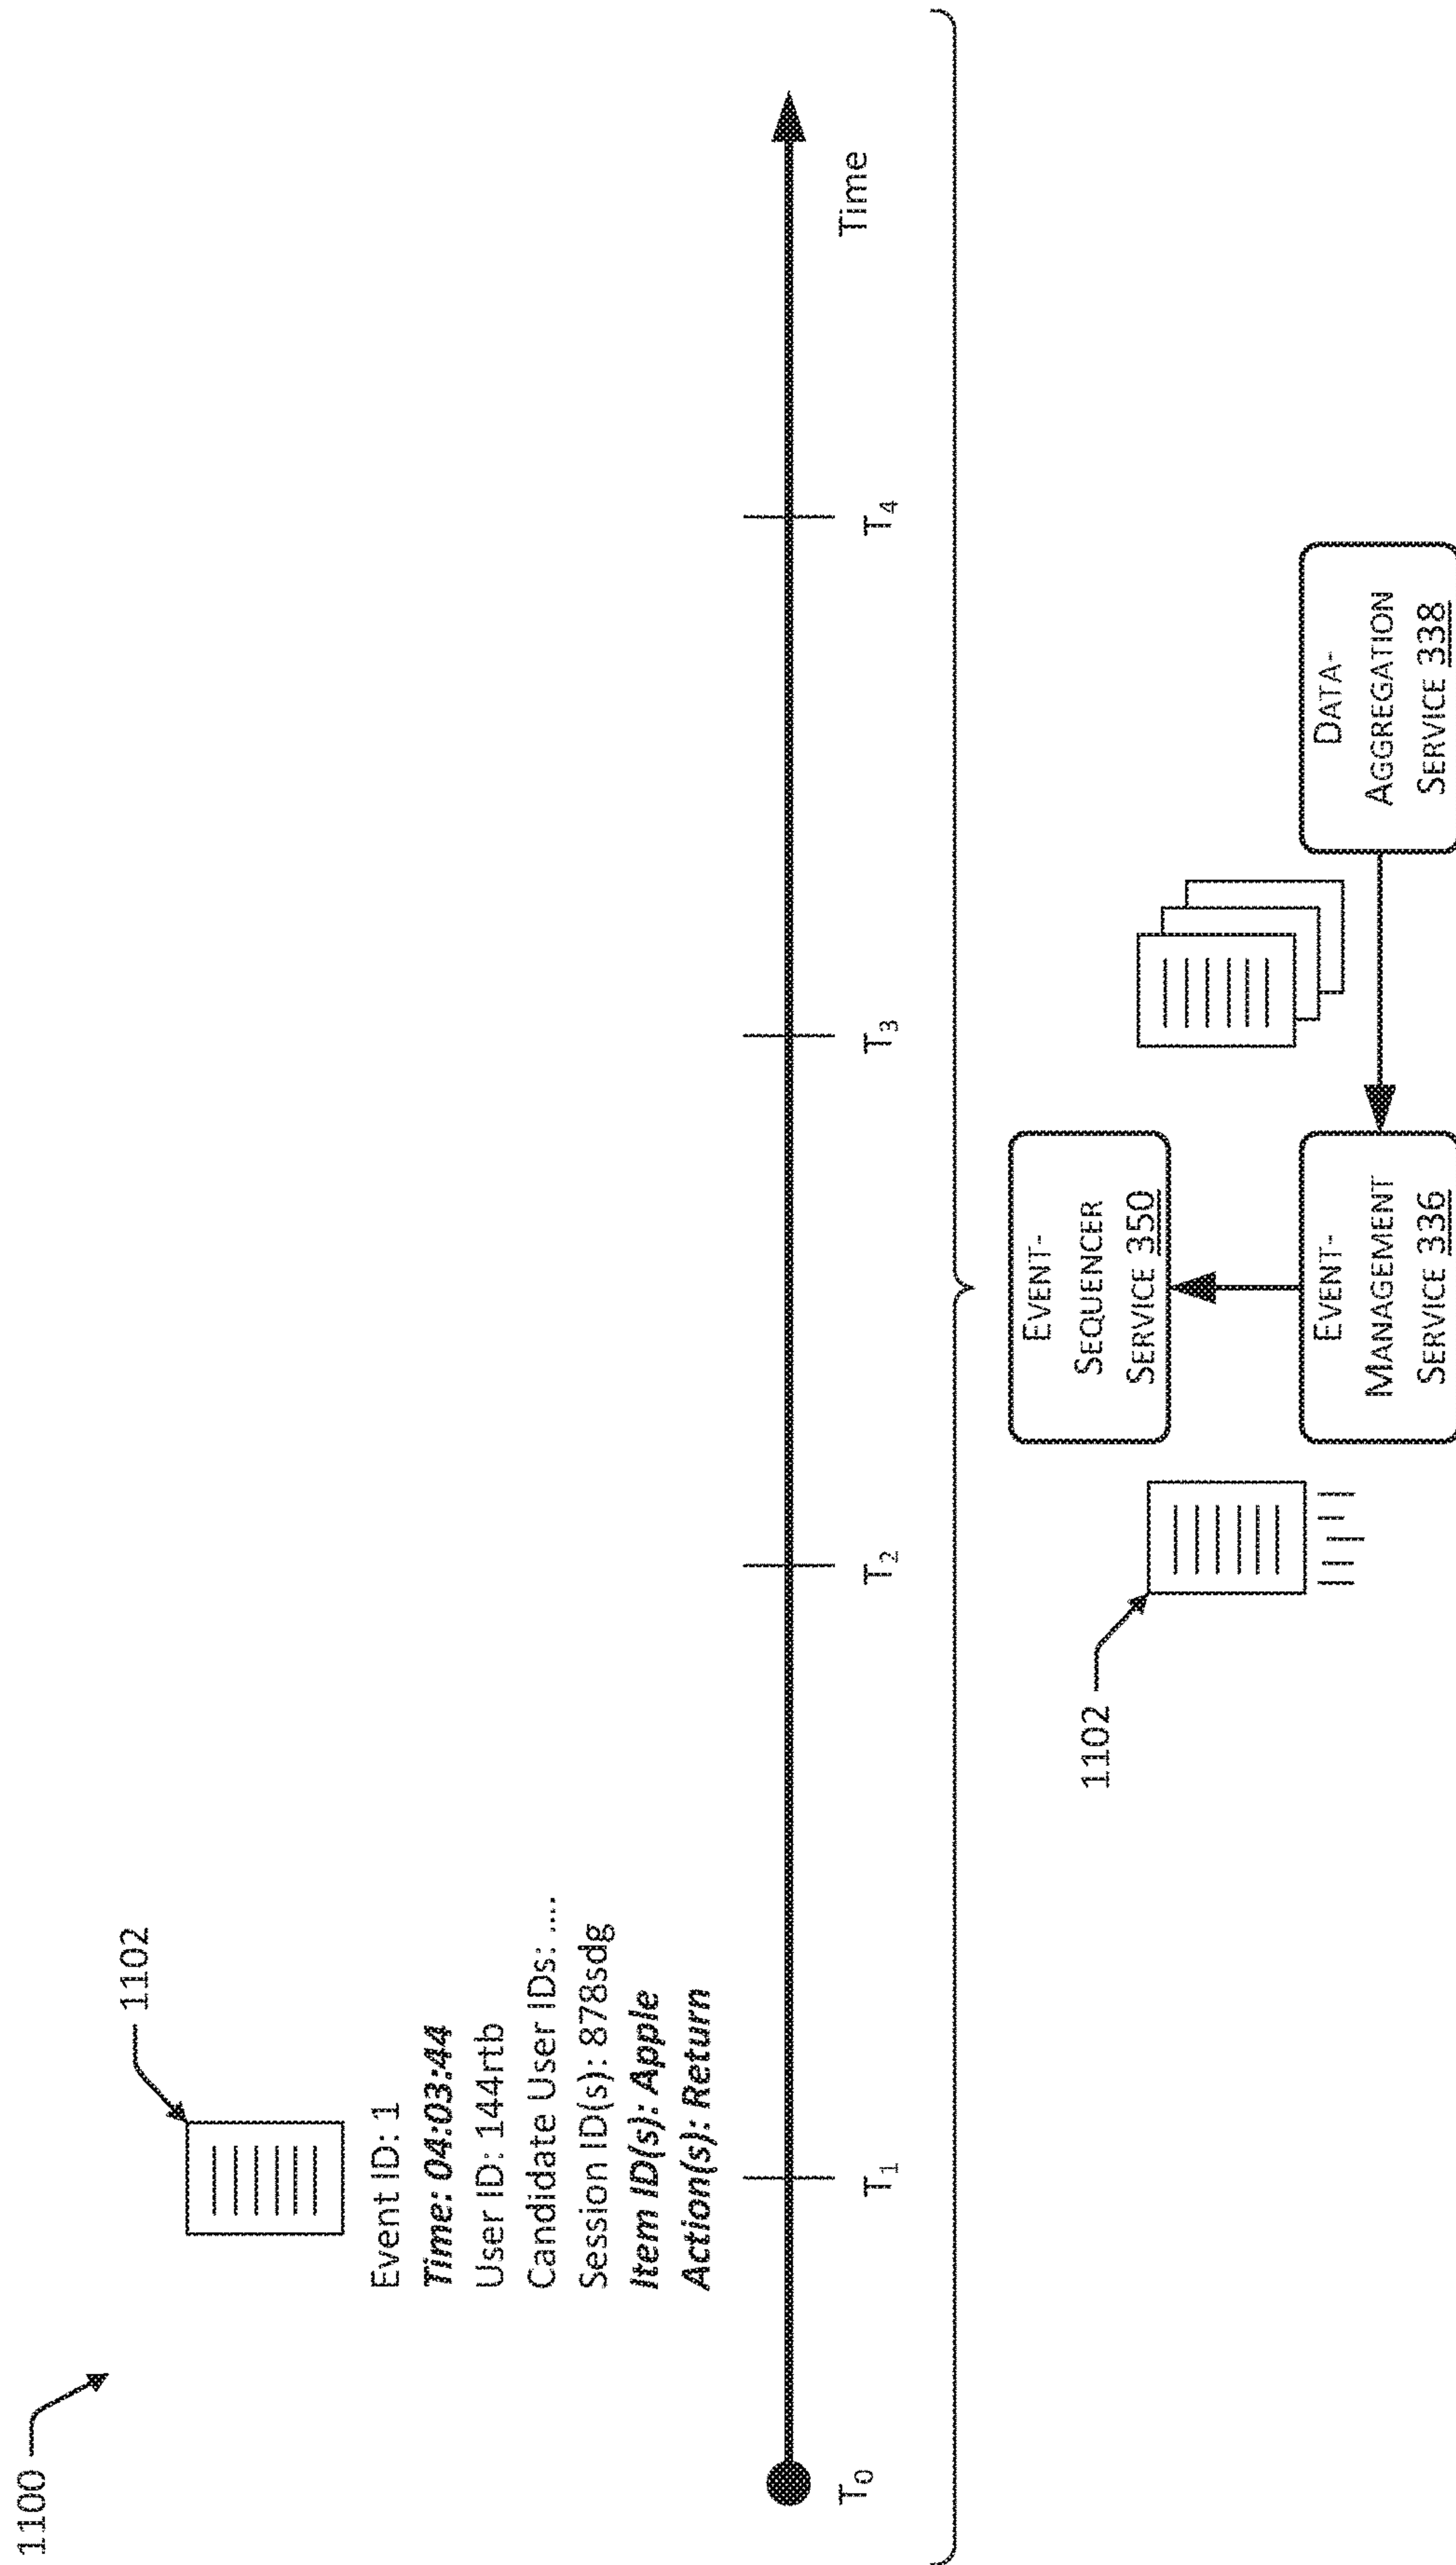 1100
1102
Event ID: 1
Time: 04:03:44
User ID: 144rtb
Candidate User IDs: ....
Session ID(s): 878sdg
Item ID(s): Apple
Action(s): Return
T0
T1
T2
T3
T4
Time
1102
EVENT-
SEQUENCER
SERVICE 350
EVENT-
MANAGEMENT
SERVICE 336
DATA-
AGGREGATION
SERVICE 338